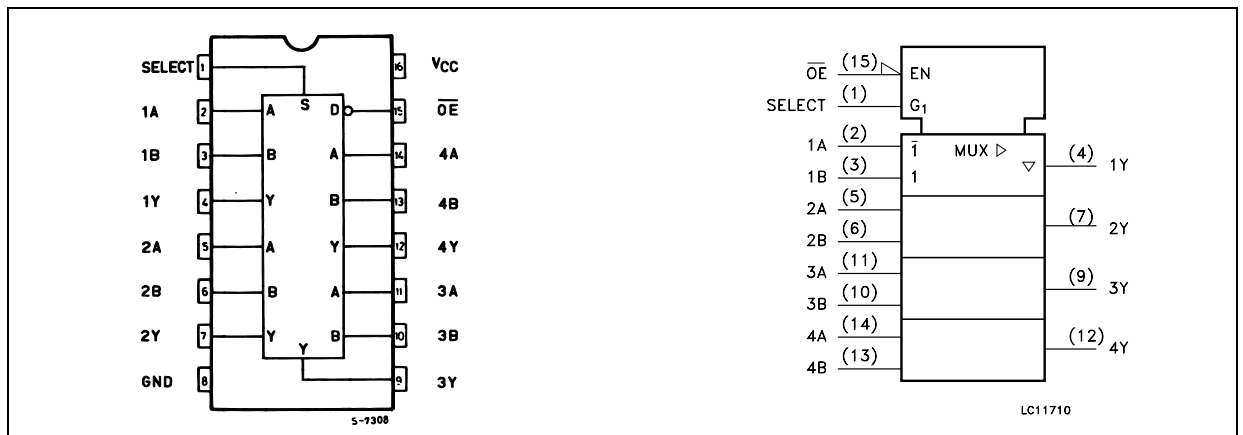 SELECT 1 16 VCC
S
1A 2 A D 15 OE
1B 3 B A 14 4A
1Y 4 Y B 13 4B
2A 5 A Y 12 4Y
2B 6 B A 11 3A
2Y 7 Y B 10 3B
Y
GND 8 9 3Y
S-7308
OE (15) EN
SELECT (1) G1
1A (2) 1 MUX (4) 1Y
1B (3) 1
2A (5)
2B (6) (7) 2Y
3A (11)
3B (10) (9) 3Y
4A (14)
4B (13) (12) 4Y
LC11710